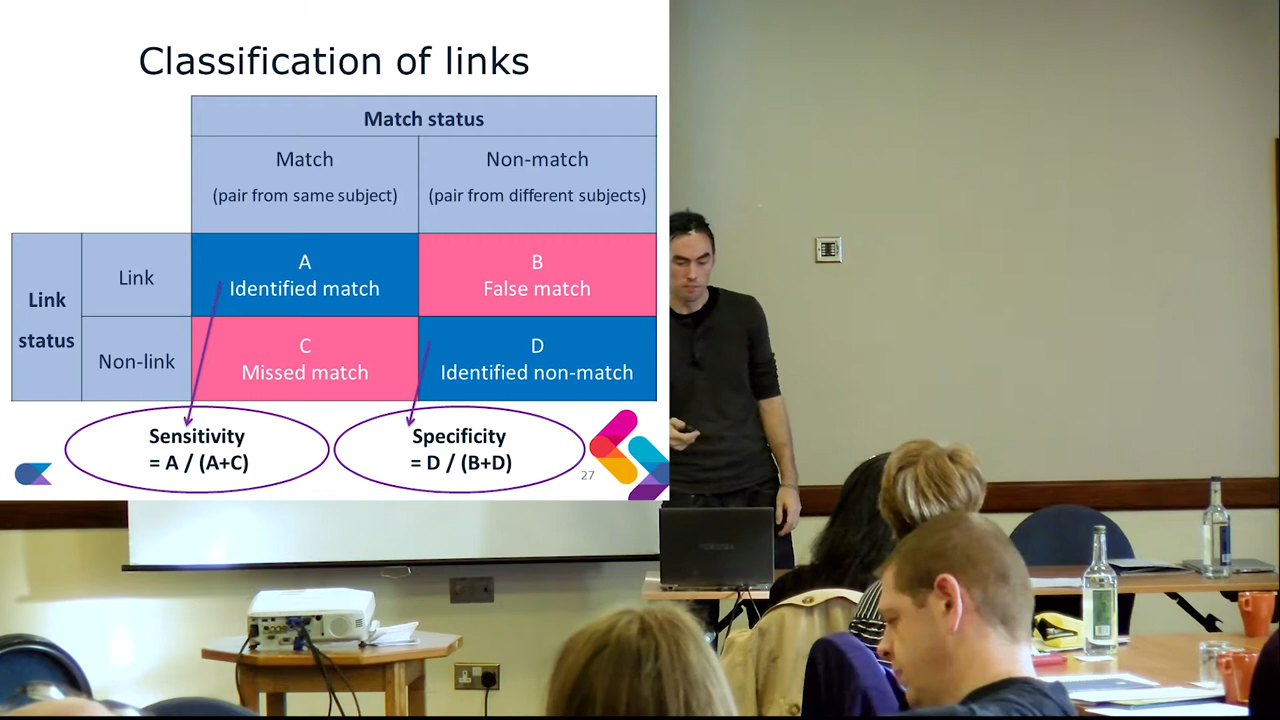 Classification of links
Match status
Match
Non-match
(pair from same subject)
(pair from different subjects)
Link
status
Link
A
Identified match
B
False match
Non-link
C
Missed match
D
Identified non-match
Sensitivity
= A / (A+C)
Specificity
= D / (B+D)
27
TOSHIBA